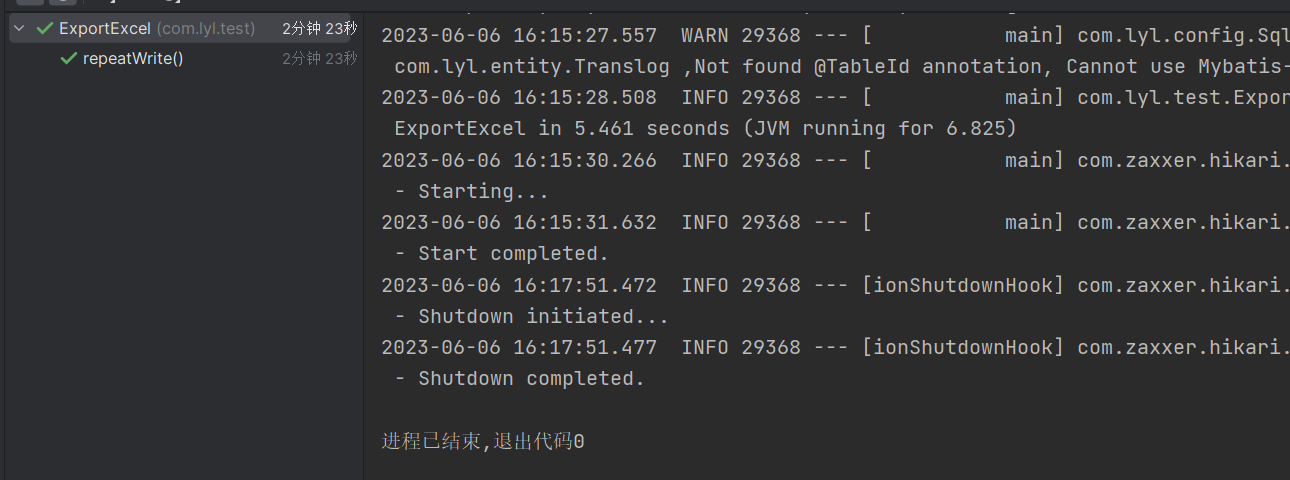 ExportExcel (com.lyl.test) 2分钟 23秒
repeatWrite() 2分钟 23秒
2023-06-06 16:15:27.557  WARN 29368 --- [           main] com.lyl.config.Sql
com.lyl.entity.Translog ,Not found @TableId annotation, Cannot use Mybatis-
2023-06-06 16:15:28.508  INFO 29368 --- [           main] com.lyl.test.Expor
ExportExcel in 5.461 seconds (JVM running for 6.825)
2023-06-06 16:15:30.266  INFO 29368 --- [           main] com.zaxxer.hikari.
- Starting...
2023-06-06 16:15:31.632  INFO 29368 --- [           main] com.zaxxer.hikari.
- Start completed.
2023-06-06 16:17:51.472  INFO 29368 --- [ionShutdownHook] com.zaxxer.hikari.
- Shutdown initiated...
2023-06-06 16:17:51.477  INFO 29368 --- [ionShutdownHook] com.zaxxer.hikari.
- Shutdown completed.
进程已结束,退出代码0